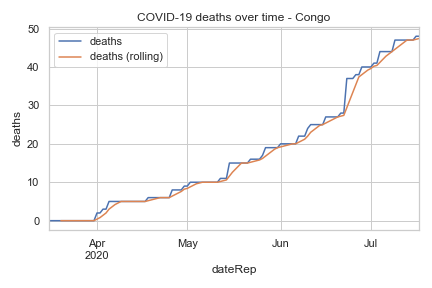 COVID-19 deaths over time - Congo
deaths
deaths (rolling)
50
40
30
20
10
0
deaths
Apr
2020
May
Jun
Jul
dateRep